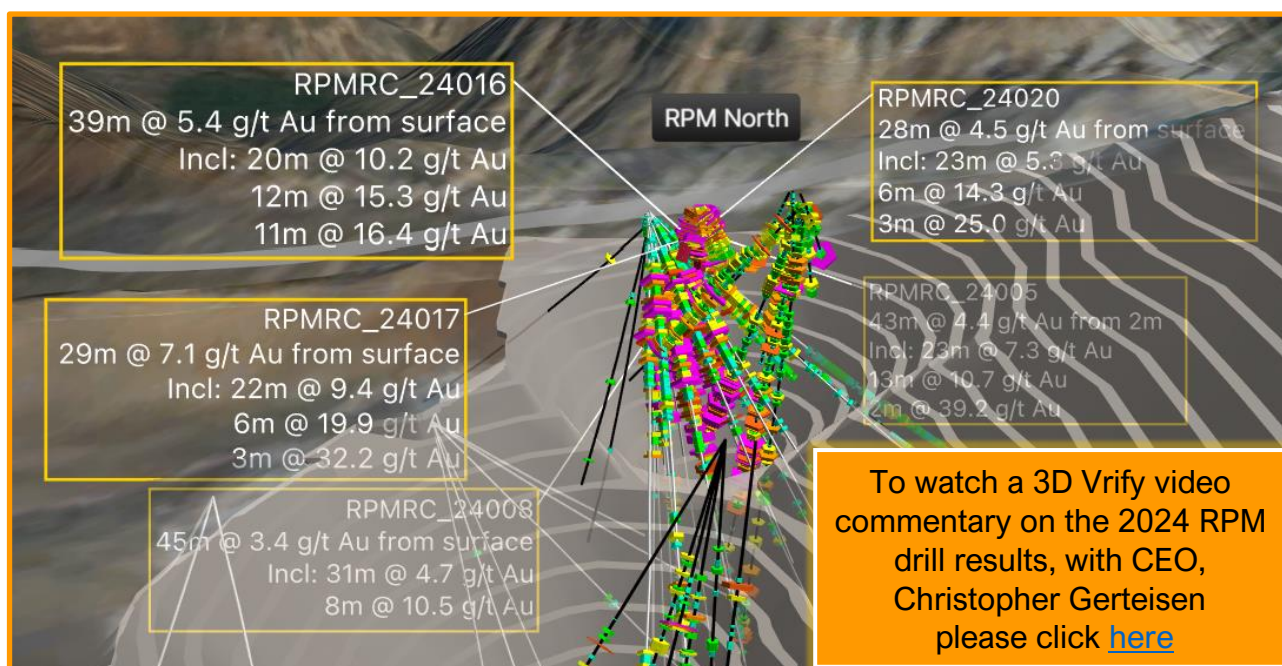 RPMRC_24016
39m @ 5.4 g/t Au from surface
Incl: 20m @ 10.2 g/t Au
12m @ 15.3 g/t Au
11m @ 16.4 g/t Au
RPM North
RPMRC_24020
28m @ 4.5 g/t Au from surface
Incl: 23m @ 5.3 g/t Au
6m @ 14.3 g/t Au
3m @ 25.0 g/t Au
RPMRC_24017
29m @ 7.1 g/t Au from surface
Incl: 22m @ 9.4 g/t Au
6m @ 19.9 g/t Au
3m @ 32.2 g/t Au
RPMRC_24005
43m @ 4.4 g/t Au from 2m
Incl: 23m @ 7.3 g/t Au
13m @ 10.7 g/t Au
2m @ 39.2 g/t Au
RPMRC_24008
45m @ 3.4 g/t Au from surface
Incl: 31m @ 4.7 g/t Au
8m @ 10.5 g/t Au
To watch a 3D Vrify video
commentary on the 2024 RPM
drill results, with CEO,
Christopher Gerteisen
please click here